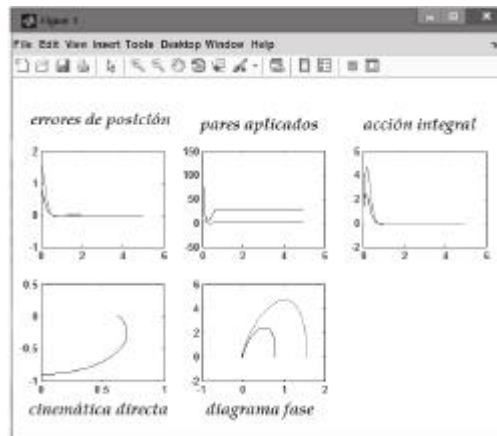 Figure 1
File Edit View Insert Tools Desktop Window Help
errores de posición
pares aplicados
acción integral
2
1
0
-1
0 2 4 6
150
100
50
0
-50
0 2 4 6
6
4
2
0
-2
0 2 4 6
0.5
0
-0.5
-1
0 0.5 1
6
4
2
0
-2
-1 0 1 2
cinemática directa
diagrama fase